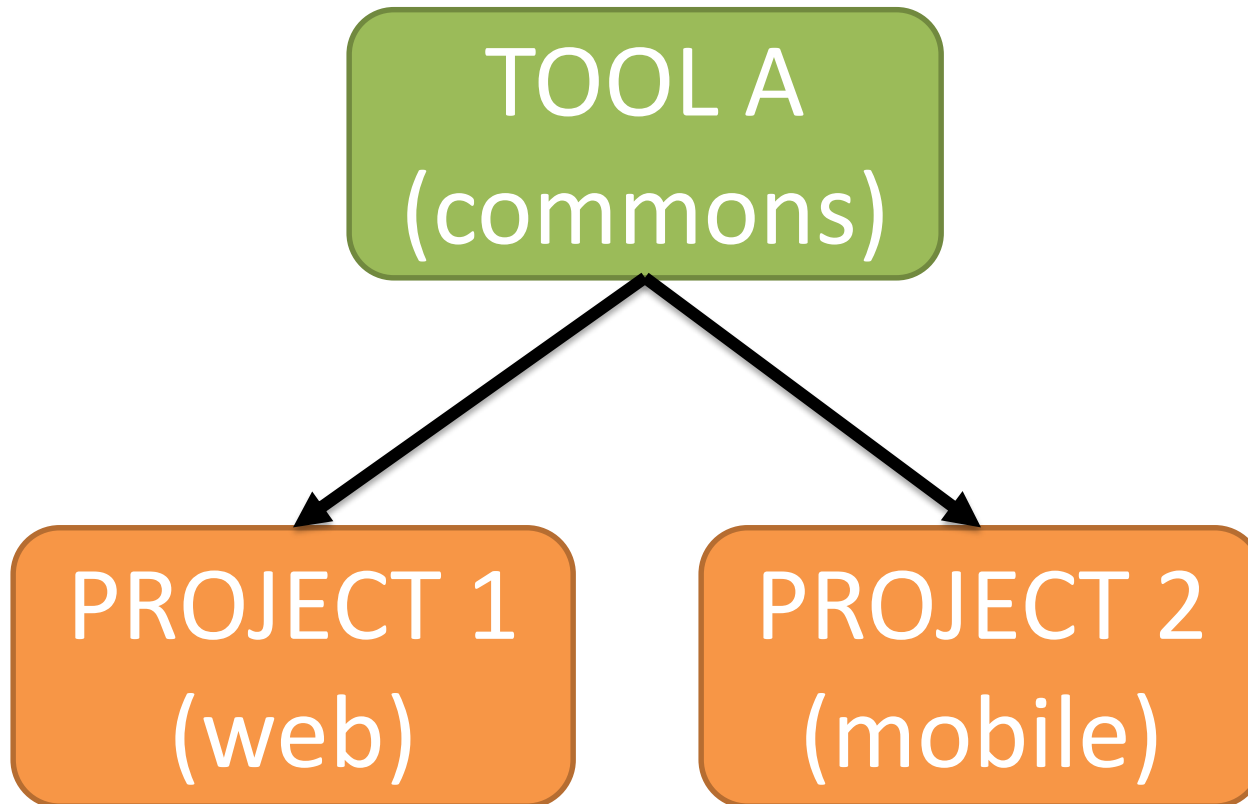 TOOL A
(commons)
PROJECT 1
(web)
PROJECT 2
(mobile)